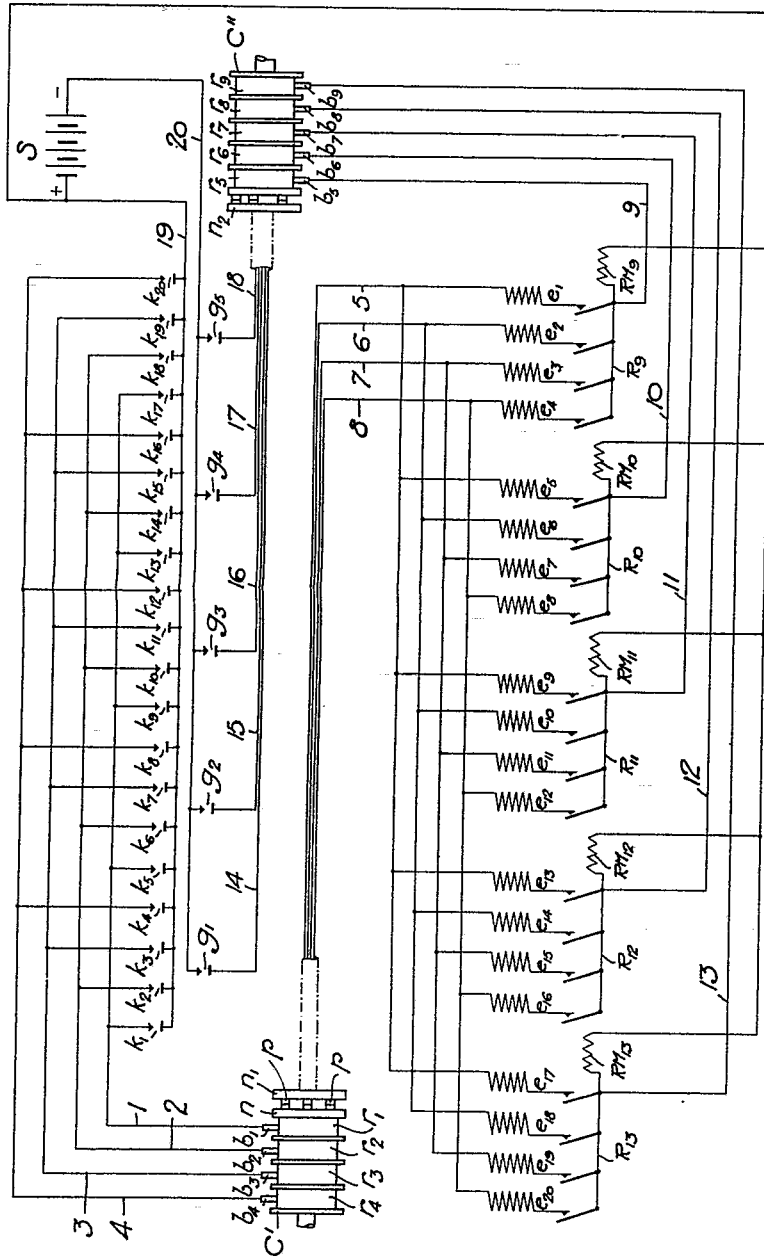 S
+
-
19
20
k1
k2
k3
k4
k5
k6
k7
k8
k9
k10
k11
k12
k13
k14
k15
k16
k17
k18
k19
k20
g1
g2
g3
g4
g5
14
15
16
17
18
n2
r5
r6
r7
r8
r9
C"
b5
b6
b7
b8
b9
1
2
3
4
C'
b4
b3
b2
b1
n
n1
p
p
r1
r2
r3
r4
5
6
7
8
9
10
11
12
13
e1
e2
e3
e4
R9
RM9
e5
e6
e7
e8
R10
RM10
e9
e10
e11
e12
R11
RM11
e13
e14
e15
e16
R12
RM12
e17
e18
e19
e20
R13
RM13